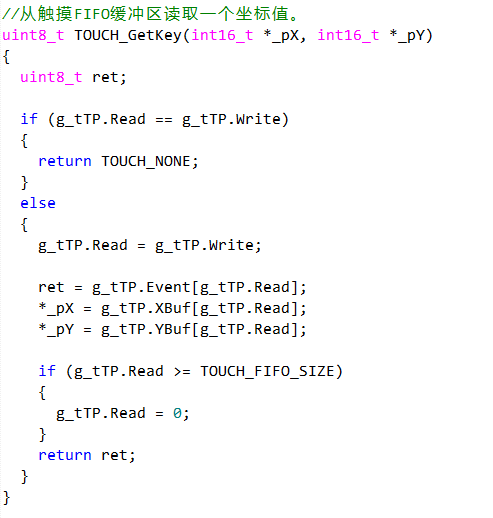 //从触摸FIFO缓冲区读取一个坐标值。
uint8_t TOUCH_GetKey(int16_t *_pX, int16_t *_pY)
{
  uint8_t ret;

  if (g_tTP.Read == g_tTP.Write)
  {
    return TOUCH_NONE;
  }
  else
  {
    g_tTP.Read = g_tTP.Write;

    ret = g_tTP.Event[g_tTP.Read];
    *_pX = g_tTP.XBuf[g_tTP.Read];
    *_pY = g_tTP.YBuf[g_tTP.Read];

    if (g_tTP.Read >= TOUCH_FIFO_SIZE)
    {
      g_tTP.Read = 0;
    }
    return ret;
  }
}